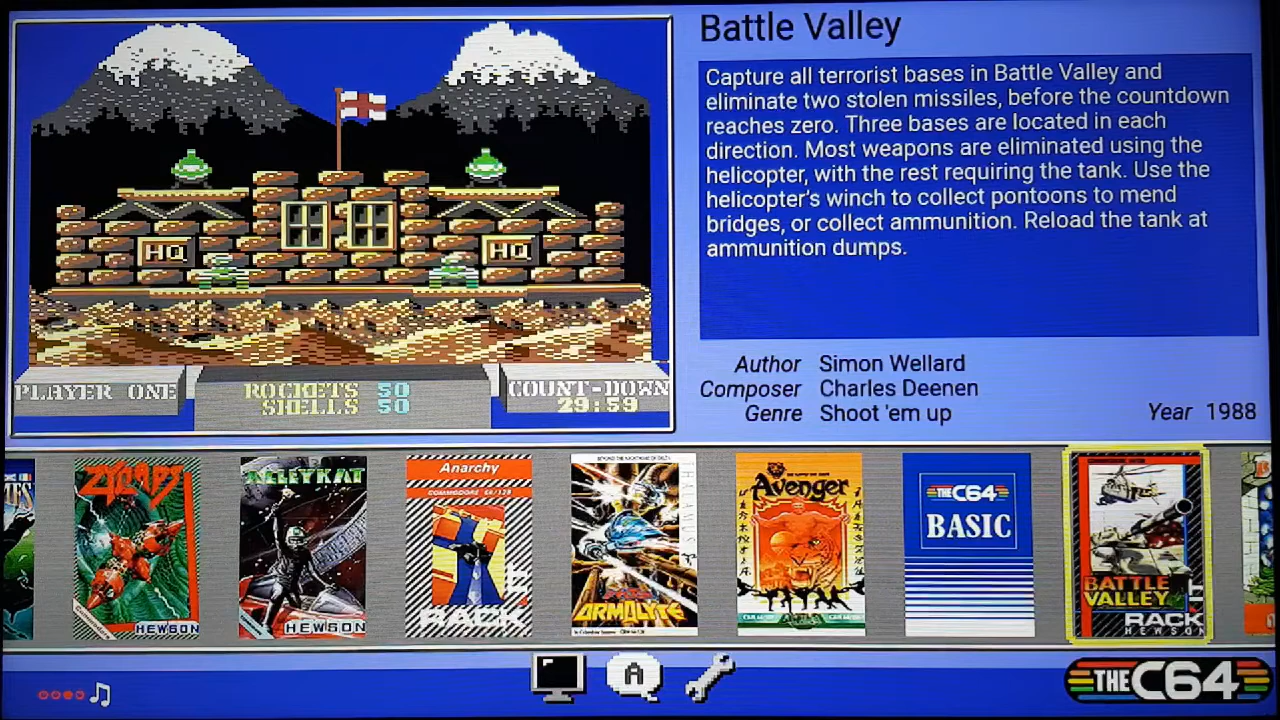 Battle Valley
Capture all terrorist bases in Battle Valley and
eliminate two stolen missiles, before the countdown
reaches zero. Three bases are located in each
direction. Most weapons are eliminated using the
helicopter, with the rest requiring the tank. Use the
helicopter's winch to collect pontoons to mend
bridges, or collect ammunition. Reload the tank at
ammunition dumps.
HQ HQ
PLAYER ONE
ROCKETS 50
SHELLS 50
COUNT-DOWN
29:59
Author Simon Wellard
Composer Charles Deenen
Genre Shoot 'em up
Year 1988
ZYNAPS
HEWSON
ALLEYKAT
HEWSON
Anarchy
COMMODORE 64/128
RACK
ARMOLYTE
Avenger
THE C64
BASIC
BATTLE
VALLEY
RACK
HEWSON
A
THE C64